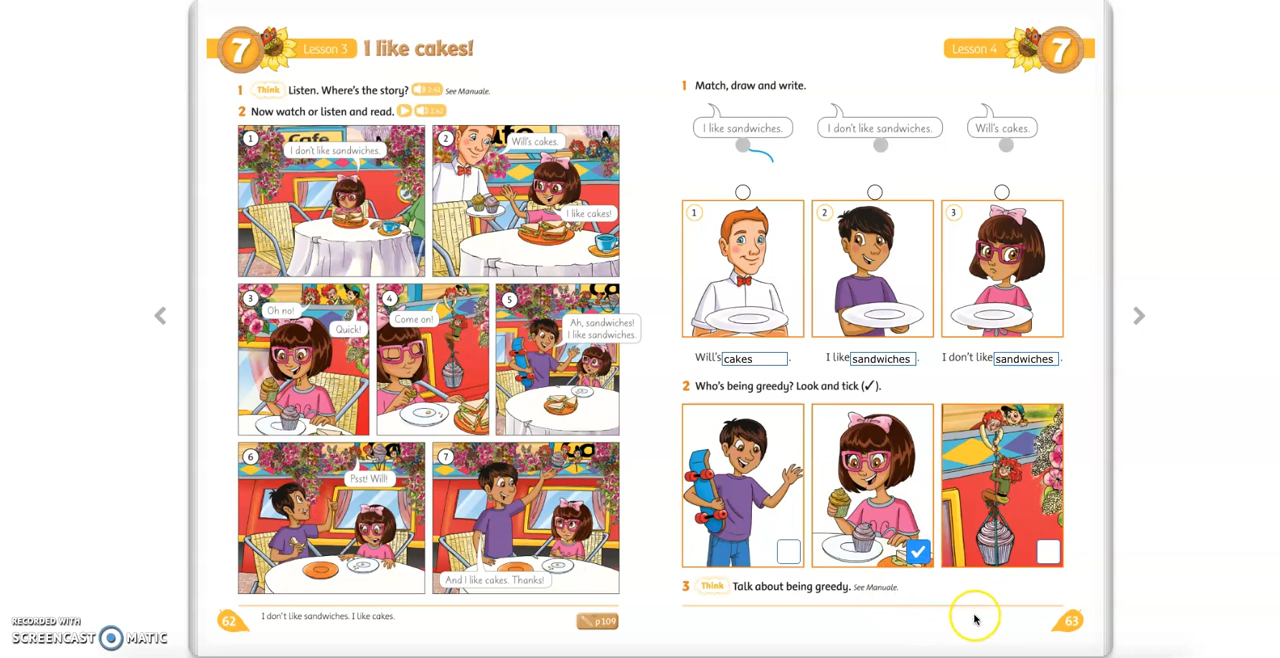 7
Lesson 3
I like cakes!
1 Think Listen. Where's the story? 2:41 See Manuale.
2 Now watch or listen and read.
1
Cafe
I don't like sandwiches.
2
Will's cakes.
I like cakes!
3
Oh no!
Quick!
4
Come on!
5
Ah, sandwiches!
I like sandwiches.
6
Psst! Will!
7
And I like cakes. Thanks!
62
I don't like sandwiches. I like cakes.
p109
Lesson 4
7
1 Match, draw and write.
I like sandwiches.
I don't like sandwiches.
Will's cakes.
1
2
3
Will's cakes.
I like sandwiches.
I don't like sandwiches.
2 Who's being greedy? Look and tick (✓).
3 Think Talk about being greedy. See Manuale.
63
RECORDED WITH
SCREENCAST MATIC